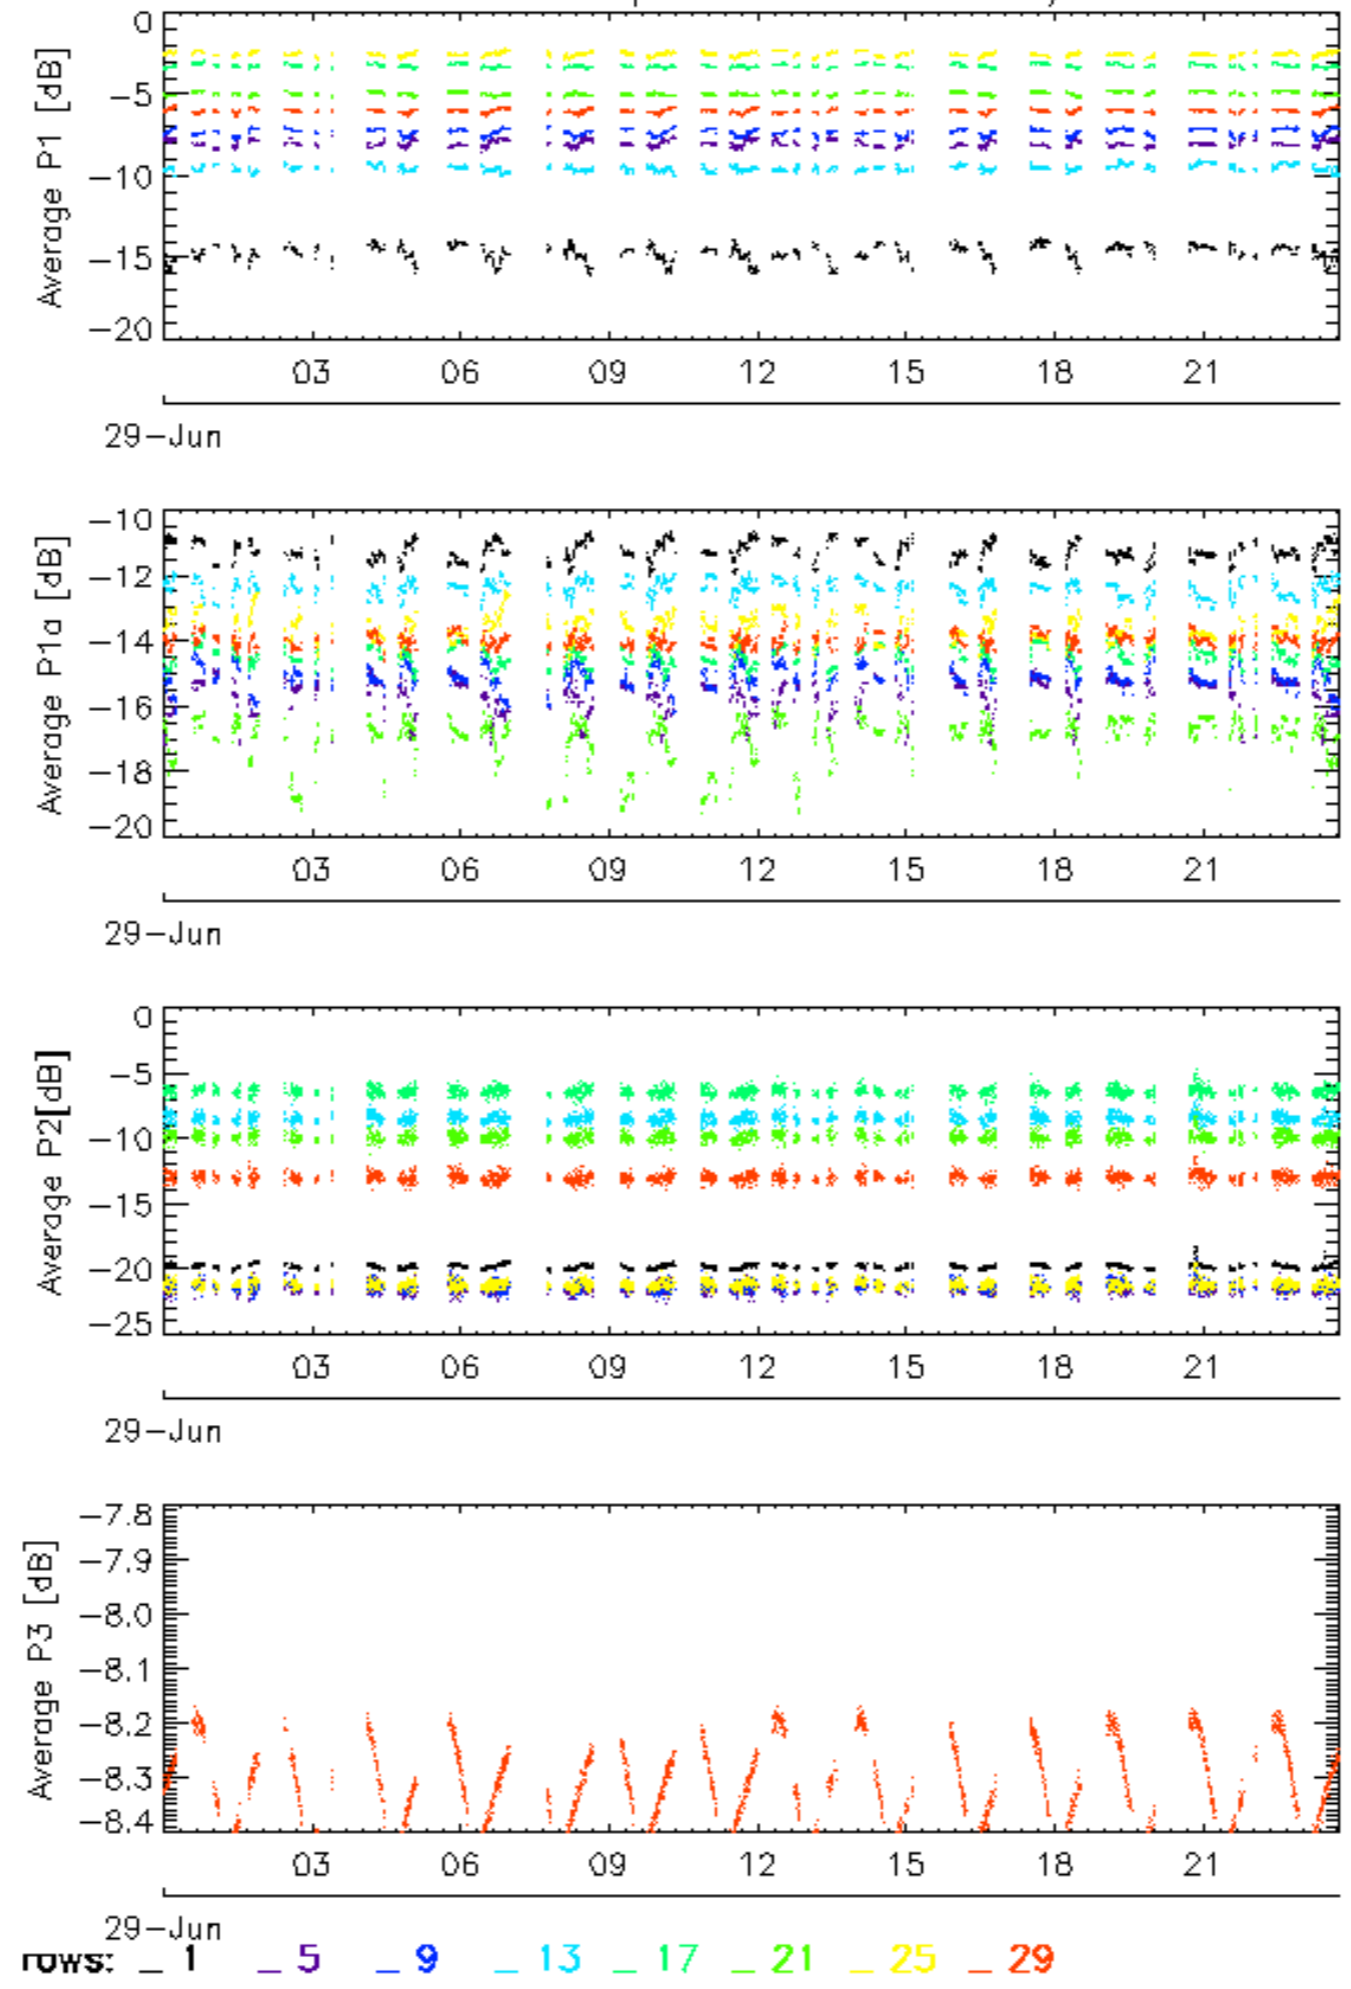 Average P1 [dB]
0
−5
−10
−15
−20
03 06 09 12 15 18 21
29−Jun
Average P1a [dB]
−10
−12
−14
−16
−18
−20
03 06 09 12 15 18 21
29−Jun
Average P2[dB]
0
−5
−10
−15
−20
−25
03 06 09 12 15 18 21
29−Jun
Average P3 [dB]
−7.8
−7.9
−8.0
−8.1
−8.2
−8.3
−8.4
03 06 09 12 15 18 21
29−Jun
rows: _ 1 _ 5 _ 9 _ 13 _ 17 _ 21 _ 25 _ 29